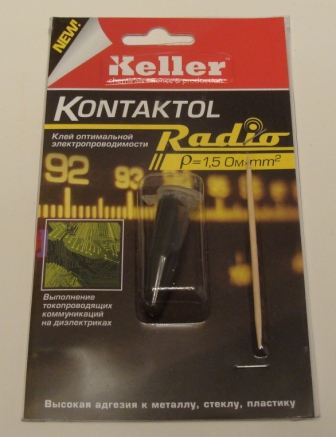 NEW!
Keller
KONTAKTOL
Клей оптимальной
электропроводимости
Radio
ρ=1,5 Ом•mm²
92
93
Выполнение
токопроводящих
коммуникаций
на диэлектриках
Высокая адгезия к металлу, стеклу, пластику